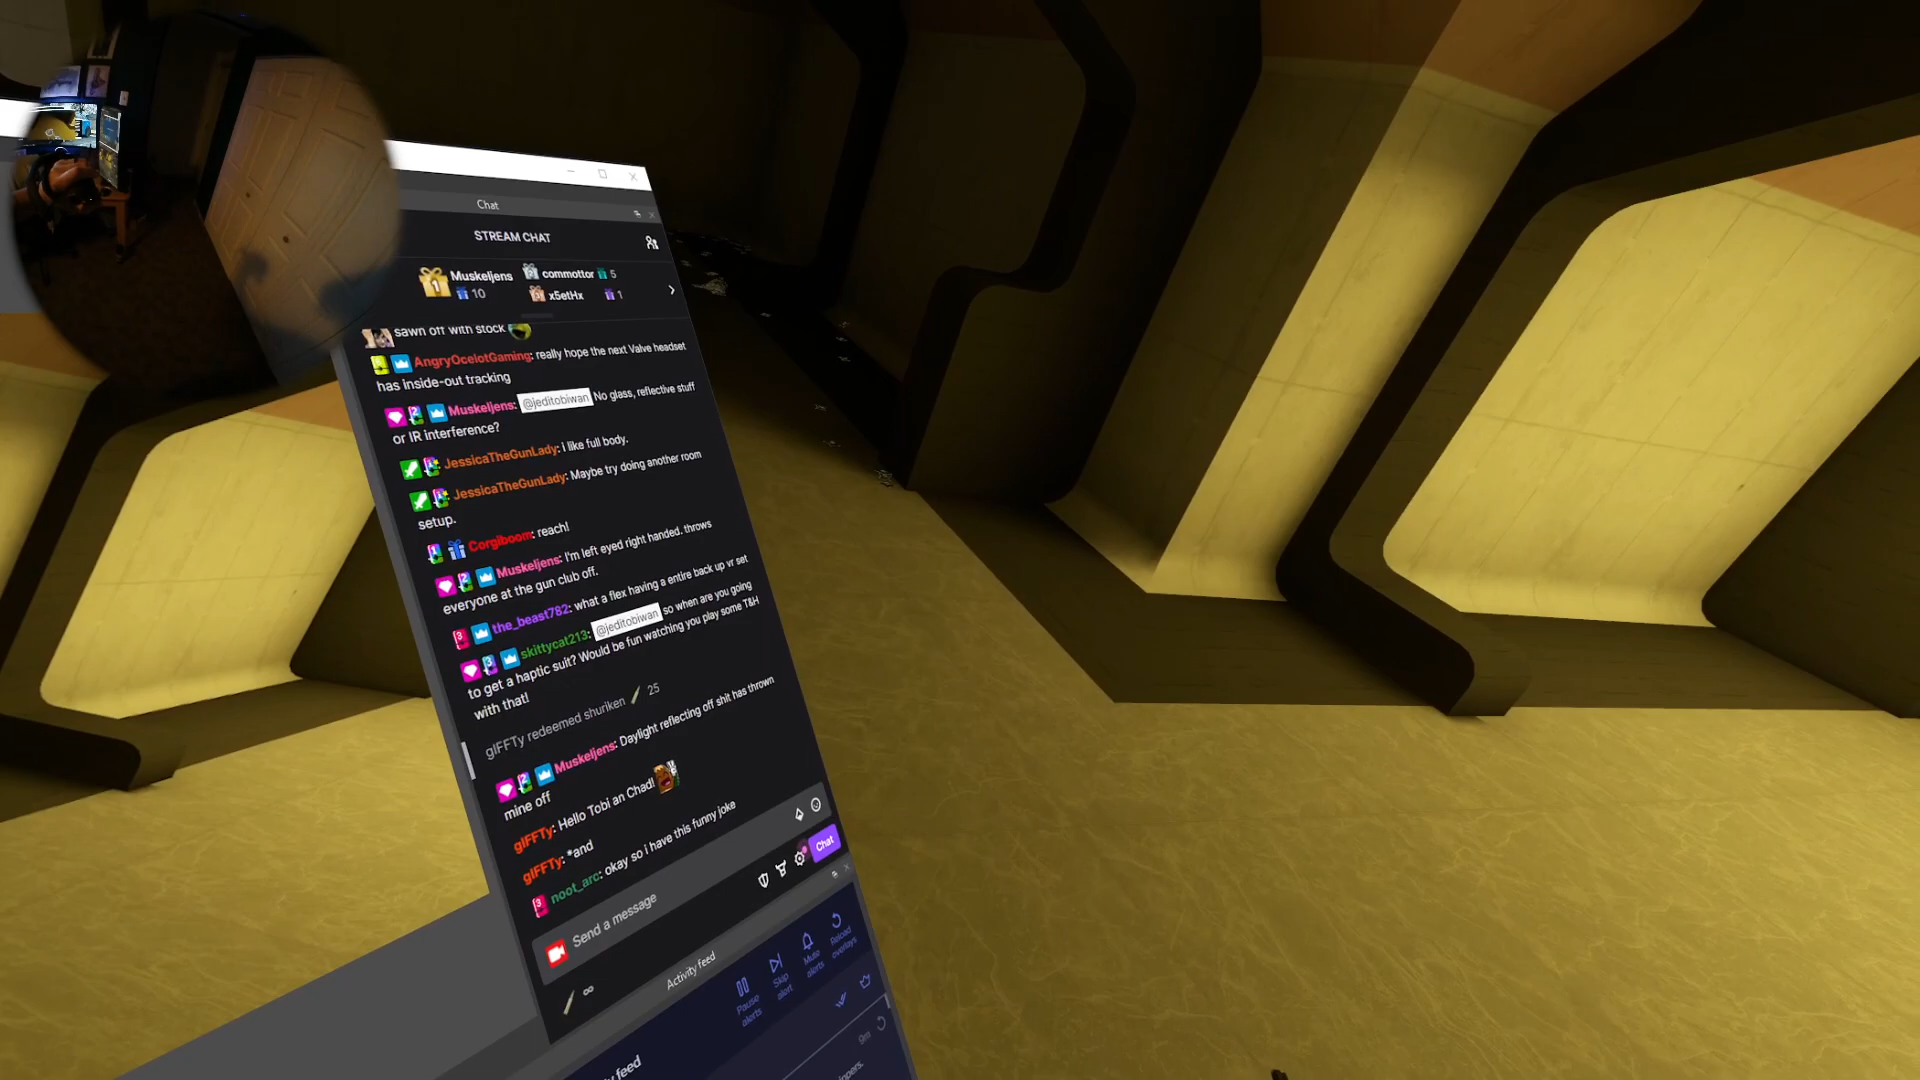 Chat
STREAM CHAT
Muskeljens
10
commottor 5
x5etHx 1
sawn off with stock
AngryOcelotGaming: really hope the next Valve headset
has inside-out tracking
Muskeljens: @jeditobiwan No glass, reflective stuff
or IR interference?
JessicaTheGunLady: i like full body.
JessicaTheGunLady: Maybe try doing another room
setup.
Corgiboom: reach!
Muskeljens: I'm left eyed right handed. throws
everyone at the gun club off.
the_beast782: what a flex having a entire back up vr set
skittycat213: @jeditobiwan so when are you going
to get a haptic suit? Would be fun watching you play some T&H
with that!
glFFTy redeemed shuriken 25
Muskeljens: Daylight reflecting off shit has thrown
mine off
glFFTy: Hello Tobi an Chad!
glFFTy: *and
noot_arc: okay so i have this funny joke
Send a message
Chat
∞
Activity feed
Pause
alerts
Skip
alert
Mute
alerts
Reload
overlays
feed
9m